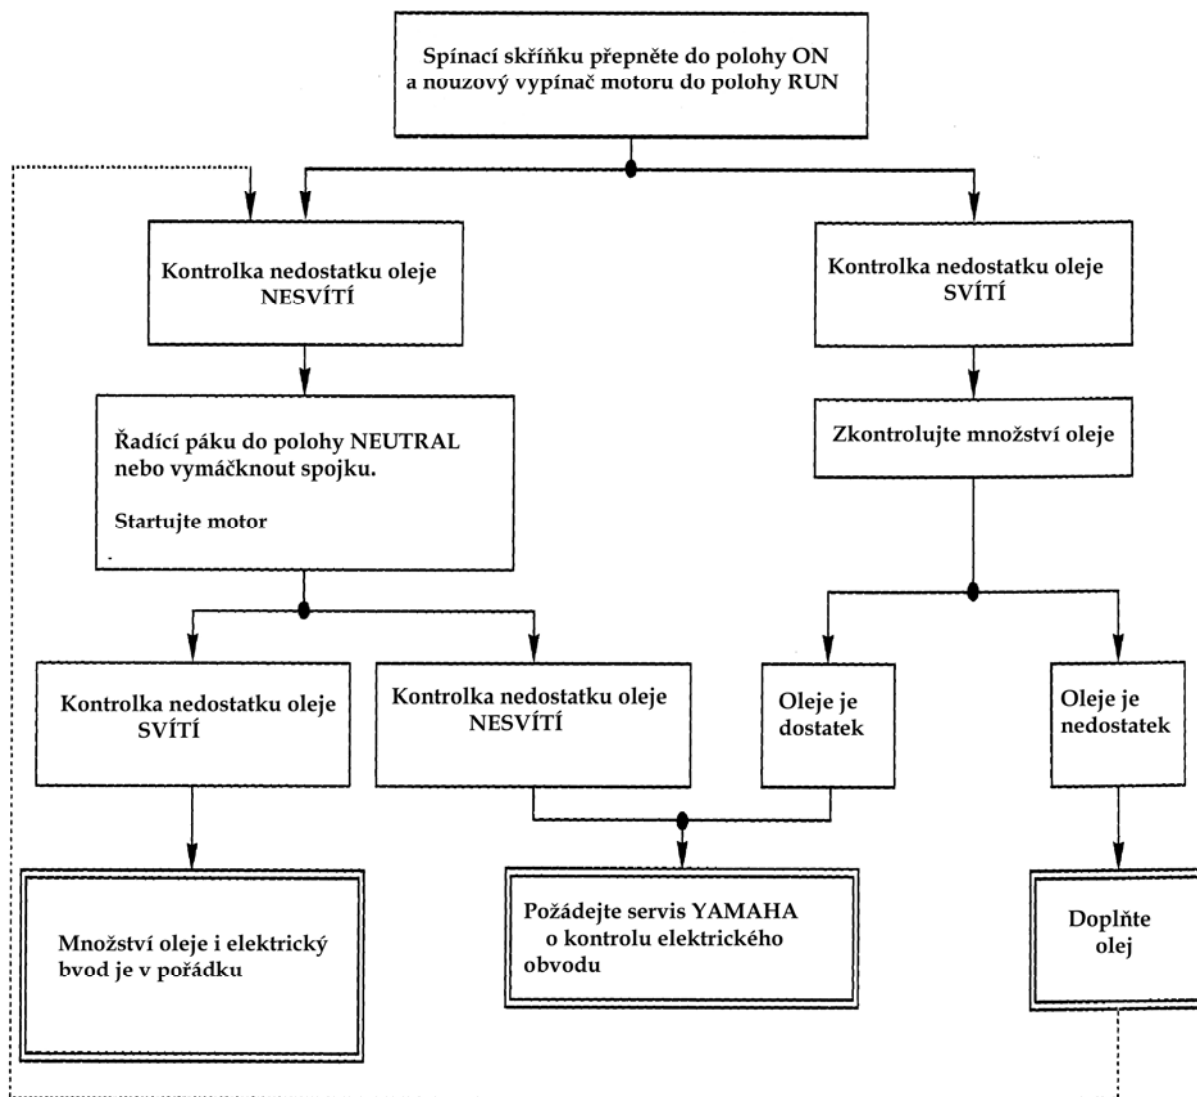 Spínací skříňku přepněte do polohy ON
a nouzový vypínač motoru do polohy RUN
Kontrolka nedostatku oleje
NESVÍTÍ
Kontrolka nedostatku oleje
SVÍTÍ
Řadící páku do polohy NEUTRAL
nebo vymáčknout spojku.
Startujte motor
Zkontrolujte množství oleje
Kontrolka nedostatku oleje
SVÍTÍ
Kontrolka nedostatku oleje
NESVÍTÍ
Oleje je
dostatek
Oleje je
nedostatek
Množství oleje i elektrický
bvod je v pořádku
Požádejte servis YAMAHA
o kontrolu elektrického
obvodu
Doplňte
olej